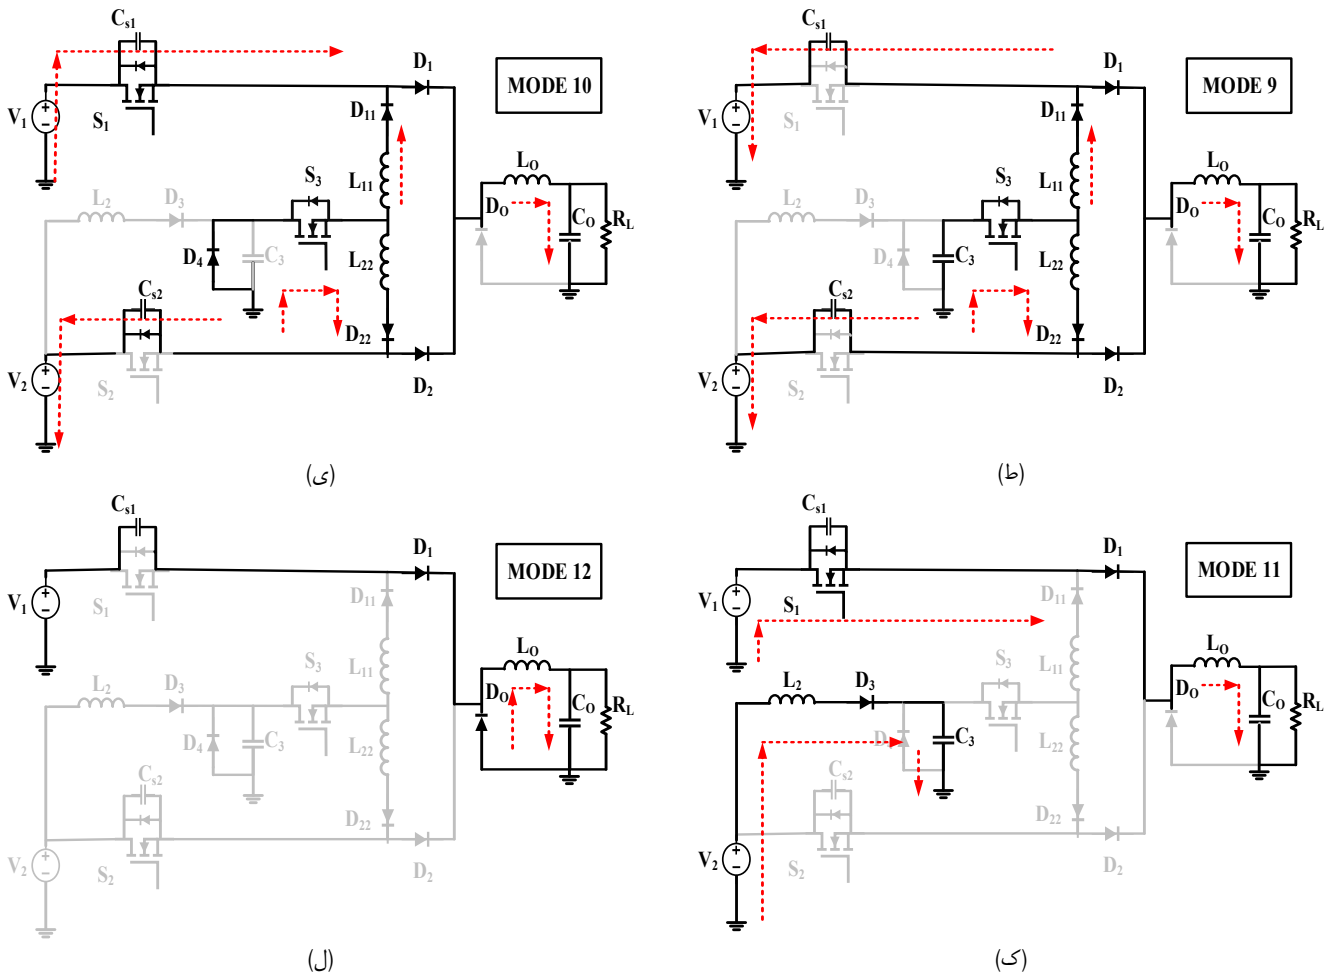 Cs1
D1
MODE 10
V1
S1
D11
LO
S3
L11
L2
D3
DO
CO
RL
D4
C3
L22
Cs2
D22
V2
S2
D2
(ی)
Cs1
D1
MODE 9
V1
S1
D11
LO
S3
L11
L2
D3
DO
CO
RL
D4
C3
L22
Cs2
D22
V2
S2
D2
(ط)
Cs1
D1
MODE 12
V1
S1
D11
LO
S3
L11
L2
D3
DO
CO
RL
D4
C3
L22
Cs2
D22
V2
S2
D2
(ل)
Cs1
D1
MODE 11
V1
S1
D11
LO
S3
L11
L2
D3
DO
CO
RL
C3
L22
Cs2
D22
V2
S2
D2
(ک)